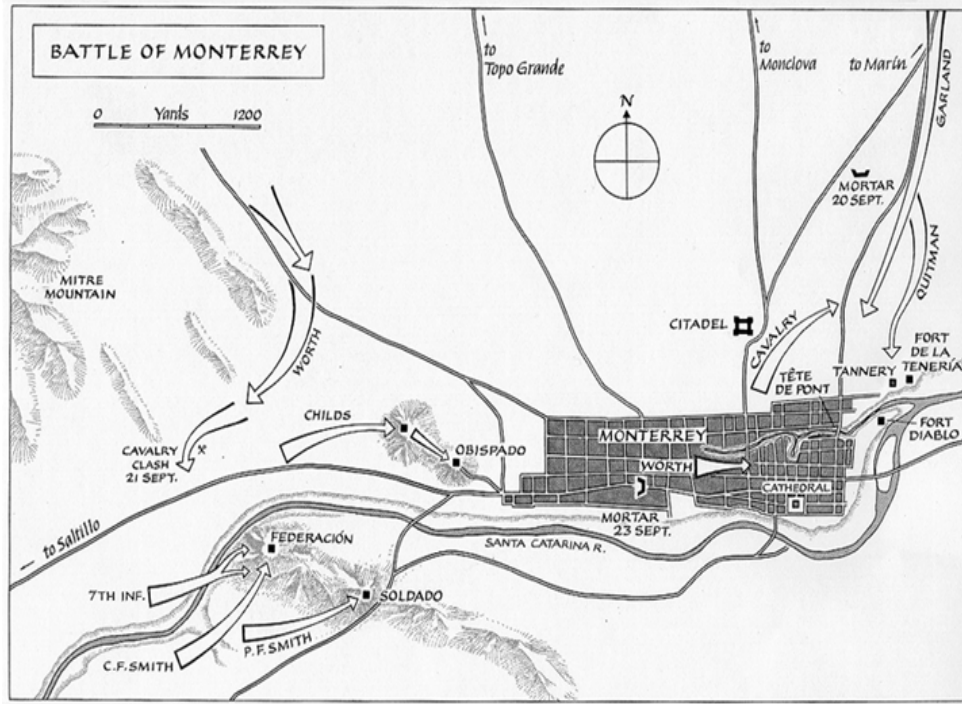 BATTLE OF MONTERREY
0 Yards 1200
to
Topo Grande
to
Monclova
to Marín
GARLAND
N
MORTAR
20 SEPT.
QUITMAN
MITRE
MOUNTAIN
WORTH
CITADEL
CAVALRY
FORT
DE LA
TENERÍA
TANNERY
TÊTE
DE PONT
CHILDS
OBISPADO
MONTERREY
FORT
DIABLO
CAVALRY
CLASH
21 SEPT.
WORTH
CATHEDRAL
MORTAR
23 SEPT.
SANTA CATARINA R.
to Saltillo
FEDERACIÓN
7TH INF.
SOLDADO
P.F. SMITH
C.F. SMITH